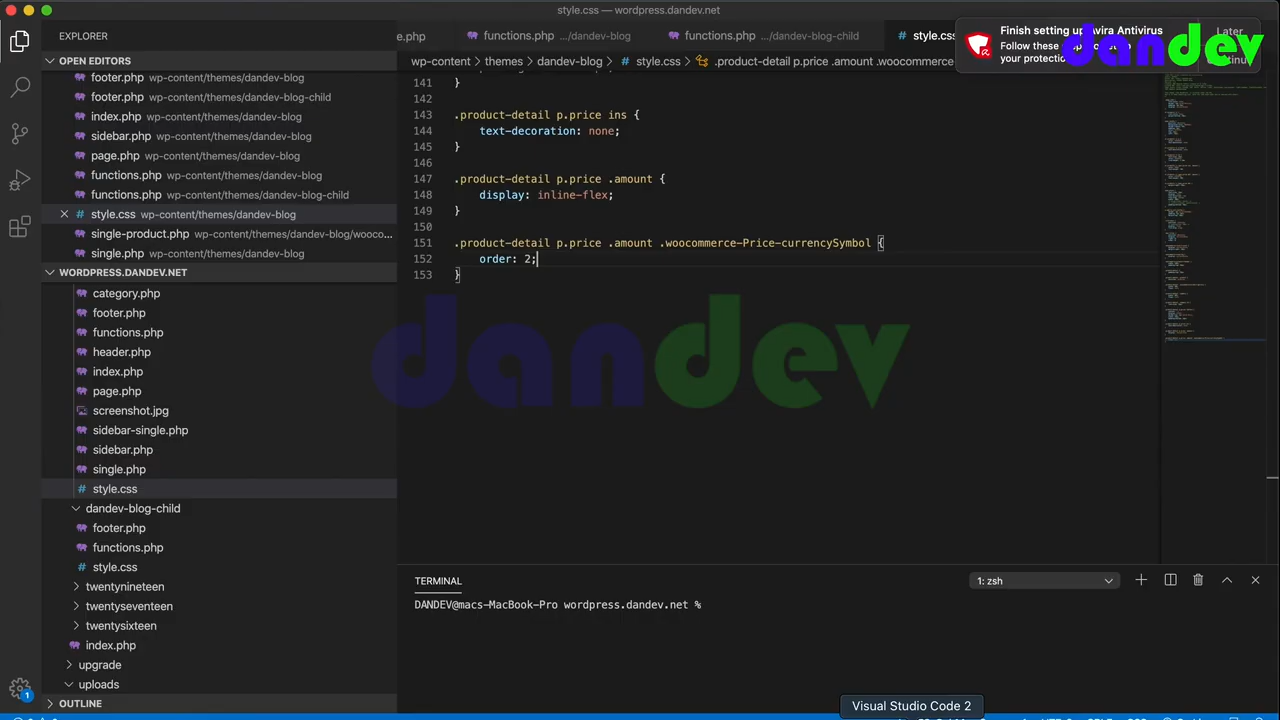 style.css — wordpress.dandev.net
EXPLORER
OPEN EDITORS
footer.php wp-content/themes/dandev-blog
footer.php wp-content/themes/dandev-blog-child
index.php wp-content/themes/dandev-blog
sidebar.php wp-content/themes/dandev-blog
page.php wp-content/themes/dandev-blog
functions.php wp-content/themes/dandev-blog
functions.php wp-content/themes/dandev-blog-child
style.css wp-content/themes/dandev-blog
single-product.php wp-content/themes/dandev-blog/wooco...
single.php wp-content/themes/dandev-blog
WORDPRESS.DANDEV.NET
category.php
footer.php
functions.php
header.php
index.php
page.php
screenshot.jpg
sidebar-single.php
sidebar.php
single.php
style.css
dandev-blog-child
footer.php
functions.php
style.css
twentynineteen
twentyseventeen
twentysixteen
index.php
upgrade
uploads
OUTLINE
1
e.php
functions.php .../dandev-blog
functions.php .../dandev-blog-child
# style.css
wp-content > themes > dandev-blog > # style.css > .product-detail p.price .amount .woocommerce
141 }
142
143 .product-detail p.price ins {
144 text-decoration: none;
145 }
146
147 .product-detail p.price .amount {
148 display: inline-flex;
149 }
150
151 .product-detail p.price .amount .woocommerce-Price-currencySymbol {
152 order: 2;
153 }
dandev
TERMINAL
1: zsh
DANDEV@macs-MacBook-Pro wordpress.dandev.net %
Visual Studio Code 2
Finish setting up Avira Antivirus
Follow these
your protection
Later
dandev